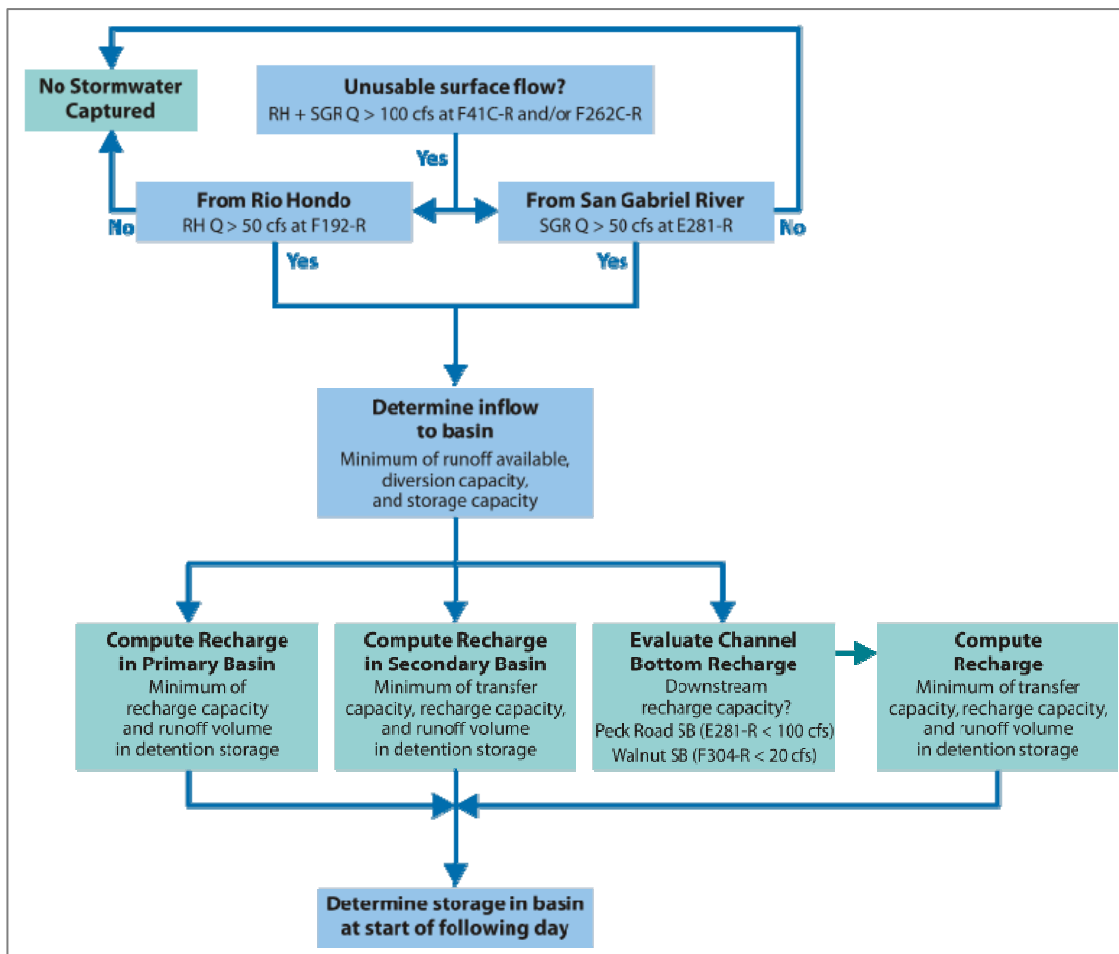 No Stormwater
Captured
Unusable surface flow?
RH + SGR Q > 100 cfs at F41C-R and/or F262C-R
Yes
From Rio Hondo
RH Q > 50 cfs at F192-R
From San Gabriel River
SGR Q > 50 cfs at E281-R
No
No
Yes
Yes
Determine inflow
to basin
Minimum of runoff available,
diversion capacity,
and storage capacity
Compute Recharge
in Primary Basin
Minimum of
recharge capacity
and runoff volume
in detention storage
Compute Recharge
in Secondary Basin
Minimum of transfer
capacity, recharge capacity,
and runoff volume
in detention storage
Evaluate Channel
Bottom Recharge
Downstream
recharge capacity?
Peck Road SB (E281-R < 100 cfs)
Walnut SB (F304-R < 20 cfs)
Compute
Recharge
Minimum of transfer
capacity, recharge capacity,
and runoff volume
in detention storage
Determine storage in basin
at start of following day